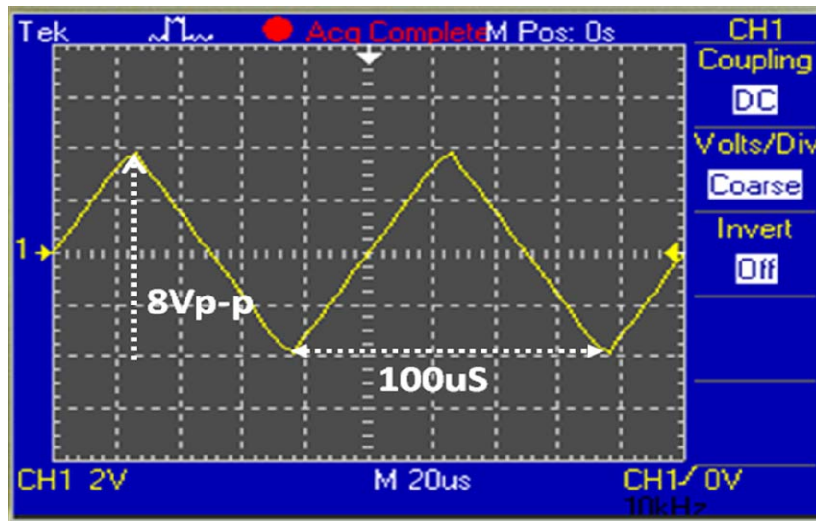 Tek Acq Complete M Pos: 0s CH1
Coupling
DC
Volts/Div
Coarse
Invert
Off
1
8Vp-p
100uS
CH1 2V M 20us CH1 0V
10kHz